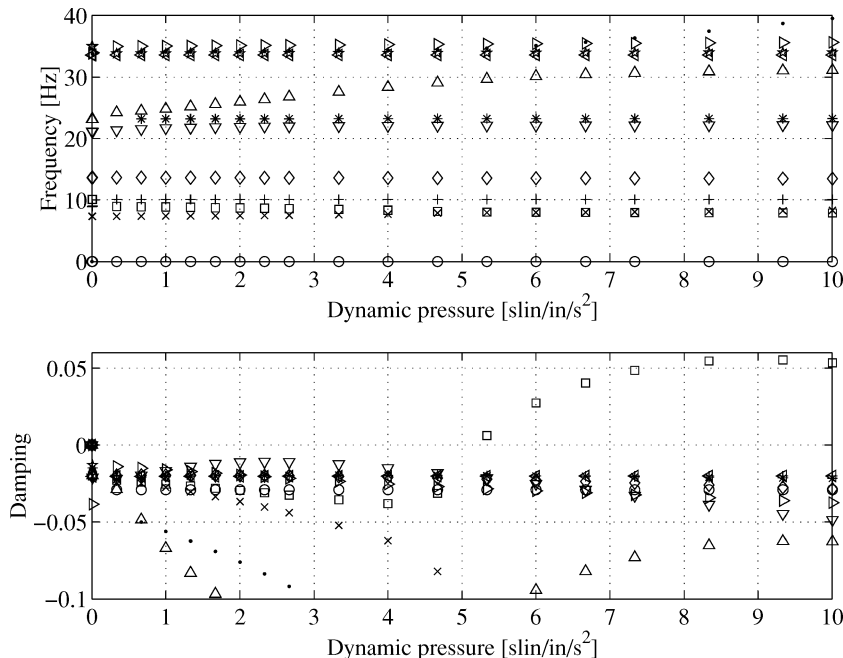 40
30
20
10
0
Frequency [Hz]
0 1 2 3 4 5 6 7 8 9 10
Dynamic pressure [slin/in/s²]
0.05
0
−0.05
−0.1
Damping
0 1 2 3 4 5 6 7 8 9 10
Dynamic pressure [slin/in/s²]